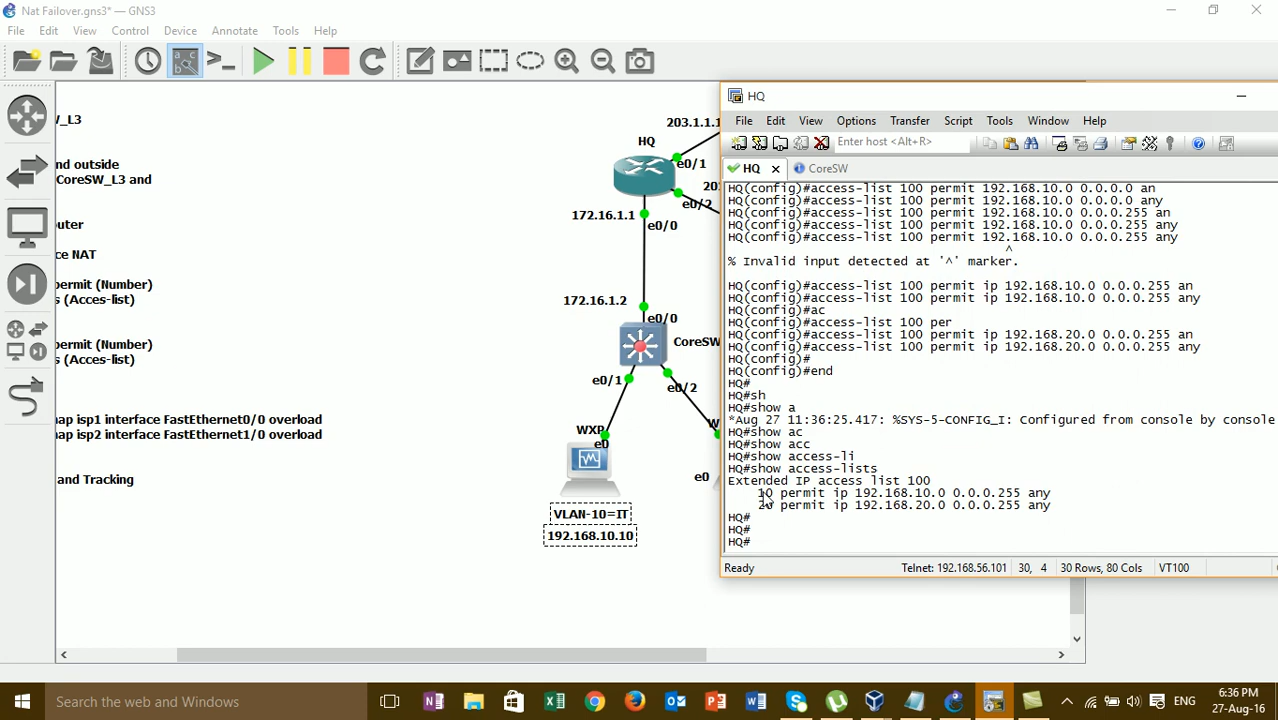 Nat Failover.gns3* — GNS3
File Edit View Control Device Annotate Tools Help
/_L3
nd outside
CoreSW_L3 and
uter
ce NAT
permit (Number)
s (Acces-list)
permit (Number)
s (Acces-list)
nap isp1 interface FastEthernet0/0 overload
nap isp2 interface FastEthernet1/0 overload
and Tracking
203.1.1.1
HQ
e0/1
20
e0/2
172.16.1.1
e0/0
172.16.1.2
e0/0
CoreSW
e0/1
e0/2
WXP
W
e0
e0
VLAN-10=IT
192.168.10.10
HQ
File Edit View Options Transfer Script Tools Window Help
Enter host <Alt+R>
HQ
CoreSW
HQ(config)#access-list 100 permit 192.168.10.0 0.0.0.0 an
HQ(config)#access-list 100 permit 192.168.10.0 0.0.0.0 any
HQ(config)#access-list 100 permit 192.168.10.0 0.0.0.255 an
HQ(config)#access-list 100 permit 192.168.10.0 0.0.0.255 any
HQ(config)#access-list 100 permit 192.168.10.0 0.0.0.255 any
^
% Invalid input detected at '^' marker.
HQ(config)#access-list 100 permit ip 192.168.10.0 0.0.0.255 an
HQ(config)#access-list 100 permit ip 192.168.10.0 0.0.0.255 any
HQ(config)#ac
HQ(config)#access-list 100 per
HQ(config)#access-list 100 permit ip 192.168.20.0 0.0.0.255 an
HQ(config)#access-list 100 permit ip 192.168.20.0 0.0.0.255 any
HQ(config)#
HQ(config)#end
HQ#
HQ#sh
HQ#show a
*Aug 27 11:36:25.417: %SYS-5-CONFIG_I: Configured from console by console
HQ#show ac
HQ#show acc
HQ#show access-li
HQ#show access-lists
Extended IP access list 100
10 permit ip 192.168.10.0 0.0.0.255 any
20 permit ip 192.168.20.0 0.0.0.255 any
HQ#
HQ#
HQ#
Ready
Telnet: 192.168.56.101 30, 4 30 Rows, 80 Cols VT100
Search the web and Windows
ENG
6:36 PM
27-Aug-16